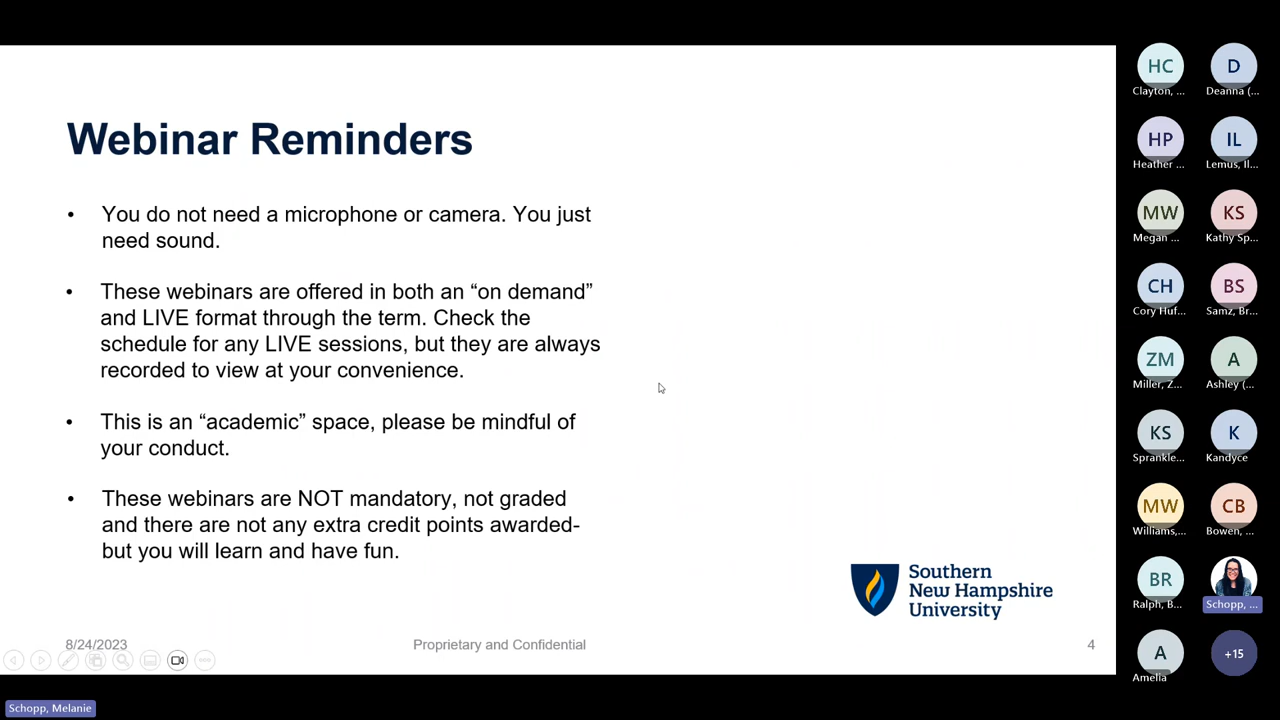 Webinar Reminders
• You do not need a microphone or camera. You just
need sound.
• These webinars are offered in both an “on demand”
and LIVE format through the term. Check the
schedule for any LIVE sessions, but they are always
recorded to view at your convenience.
• This is an “academic” space, please be mindful of
your conduct.
• These webinars are NOT mandatory, not graded
and there are not any extra credit points awarded-
but you will learn and have fun.
Southern
New Hampshire
University
8/24/2023
Proprietary and Confidential
4
Schopp, Melanie
HC
Clayton, ...
D
Deanna (...
HP
Heather ...
IL
Lemus, Il...
MW
Megan ...
KS
Kathy Sp...
CH
Cory Huf...
BS
Samz, Br...
ZM
Miller, Z...
A
Ashley (...
KS
Sprankle...
K
Kandyce
MW
Williams,...
CB
Bowen, ...
BR
Ralph, B...
Schopp, ...
A
Amelia
+15